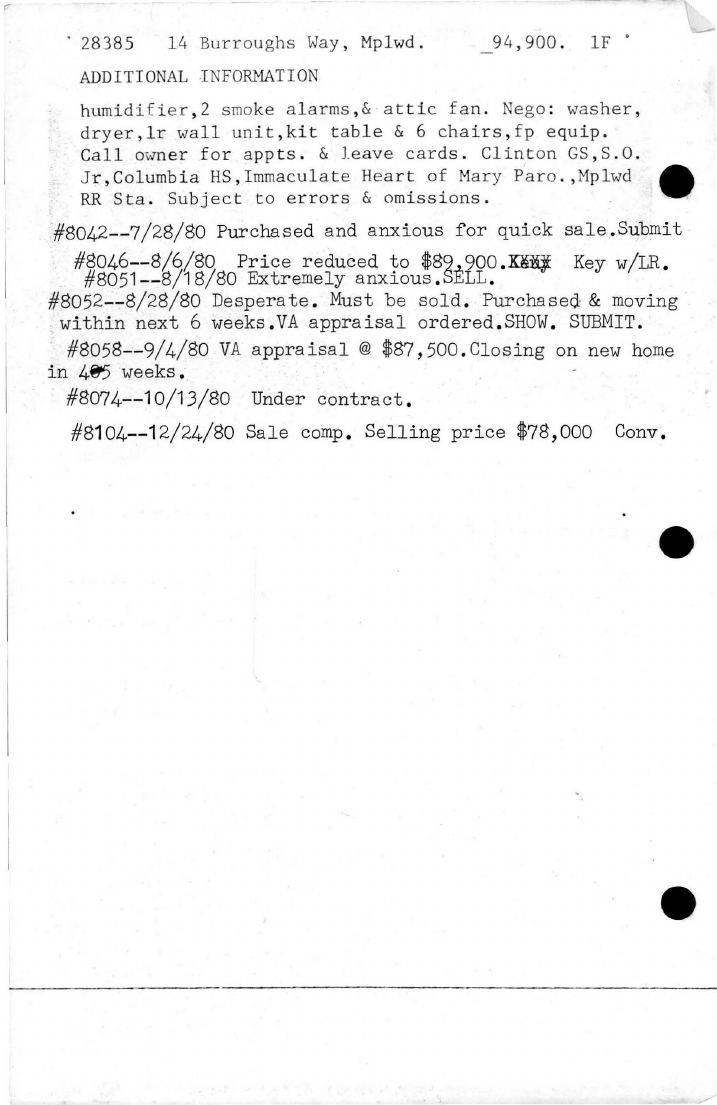 28385 14 Burroughs Way, Mplwd. 94,900. 1F
ADDITIONAL INFORMATION
humidifier,2 smoke alarms,& attic fan. Nego: washer,
dryer,lr wall unit,kit table & 6 chairs,fp equip.
Call owner for appts. & leave cards. Clinton GS,S.O.
Jr,Columbia HS,Immaculate Heart of Mary Paro.,Mplwd
RR Sta. Subject to errors & omissions.
#8042--7/28/80 Purchased and anxious for quick sale.Submit
#8046--8/6/80 Price reduced to $89,900. Key w/LR.
#8051--8/18/80 Extremely anxious.SELL.
#8052--8/28/80 Desperate. Must be sold. Purchased & moving
within next 6 weeks.VA appraisal ordered.SHOW. SUBMIT.
#8058--9/4/80 VA appraisal @ $87,500.Closing on new home
in 4-5 weeks.
#8074--10/13/80 Under contract.
#8104--12/24/80 Sale comp. Selling price $78,000 Conv.